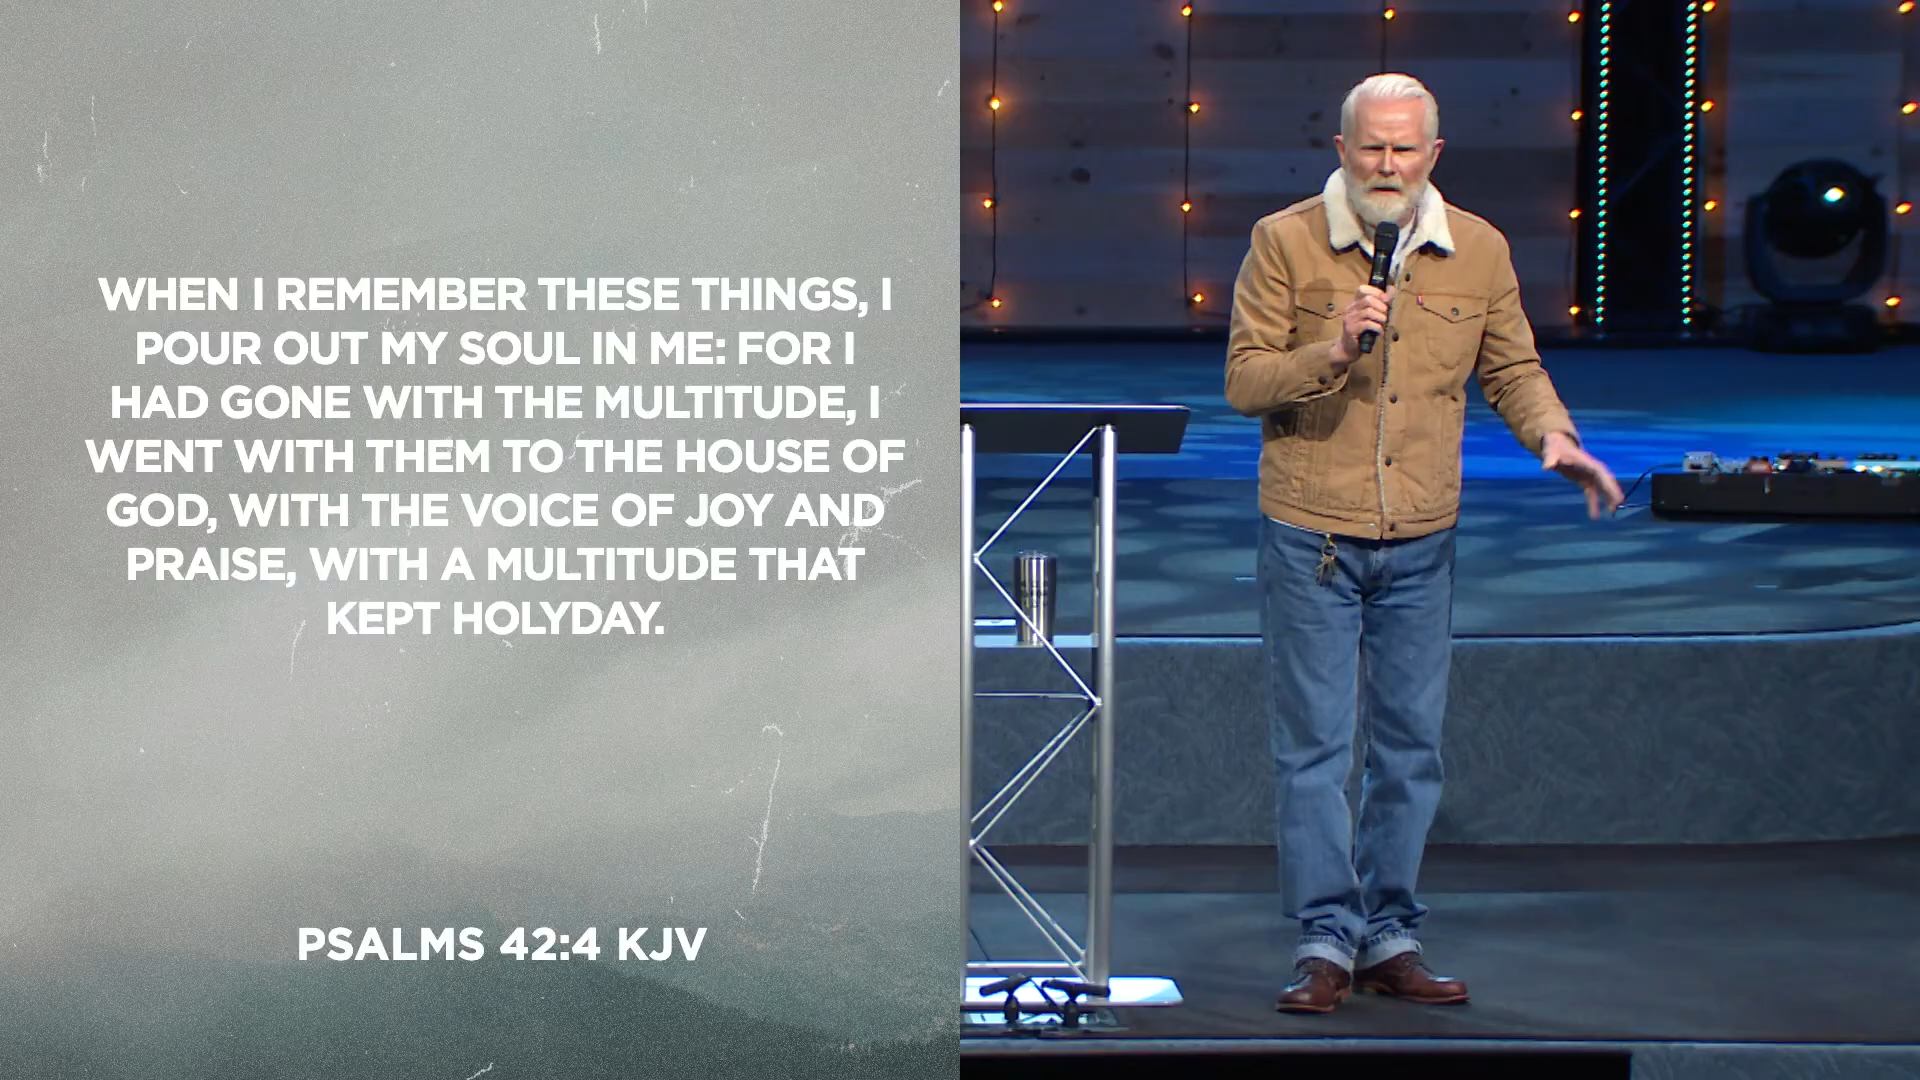 WHEN I REMEMBER THESE THINGS, I
POUR OUT MY SOUL IN ME: FOR I
HAD GONE WITH THE MULTITUDE, I
WENT WITH THEM TO THE HOUSE OF
GOD, WITH THE VOICE OF JOY AND
PRAISE, WITH A MULTITUDE THAT
KEPT HOLYDAY.
PSALMS 42:4 KJV